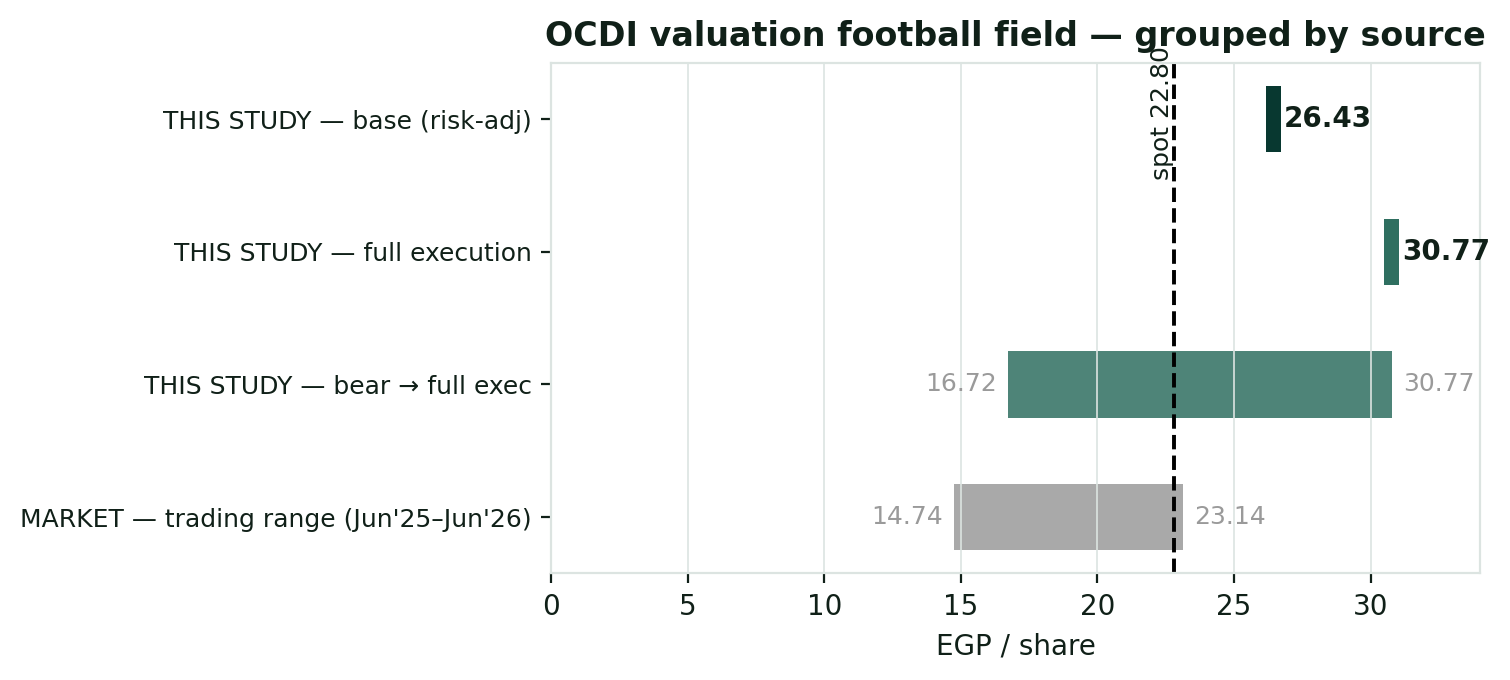 OCDI valuation football field — grouped by source
spot 22.80
THIS STUDY — base (risk-adj)
26.43
THIS STUDY — full execution
30.77
THIS STUDY — bear → full exec
16.72
30.77
MARKET — trading range (Jun'25–Jun'26)
14.74
23.14
0 5 10 15 20 25 30
EGP / share